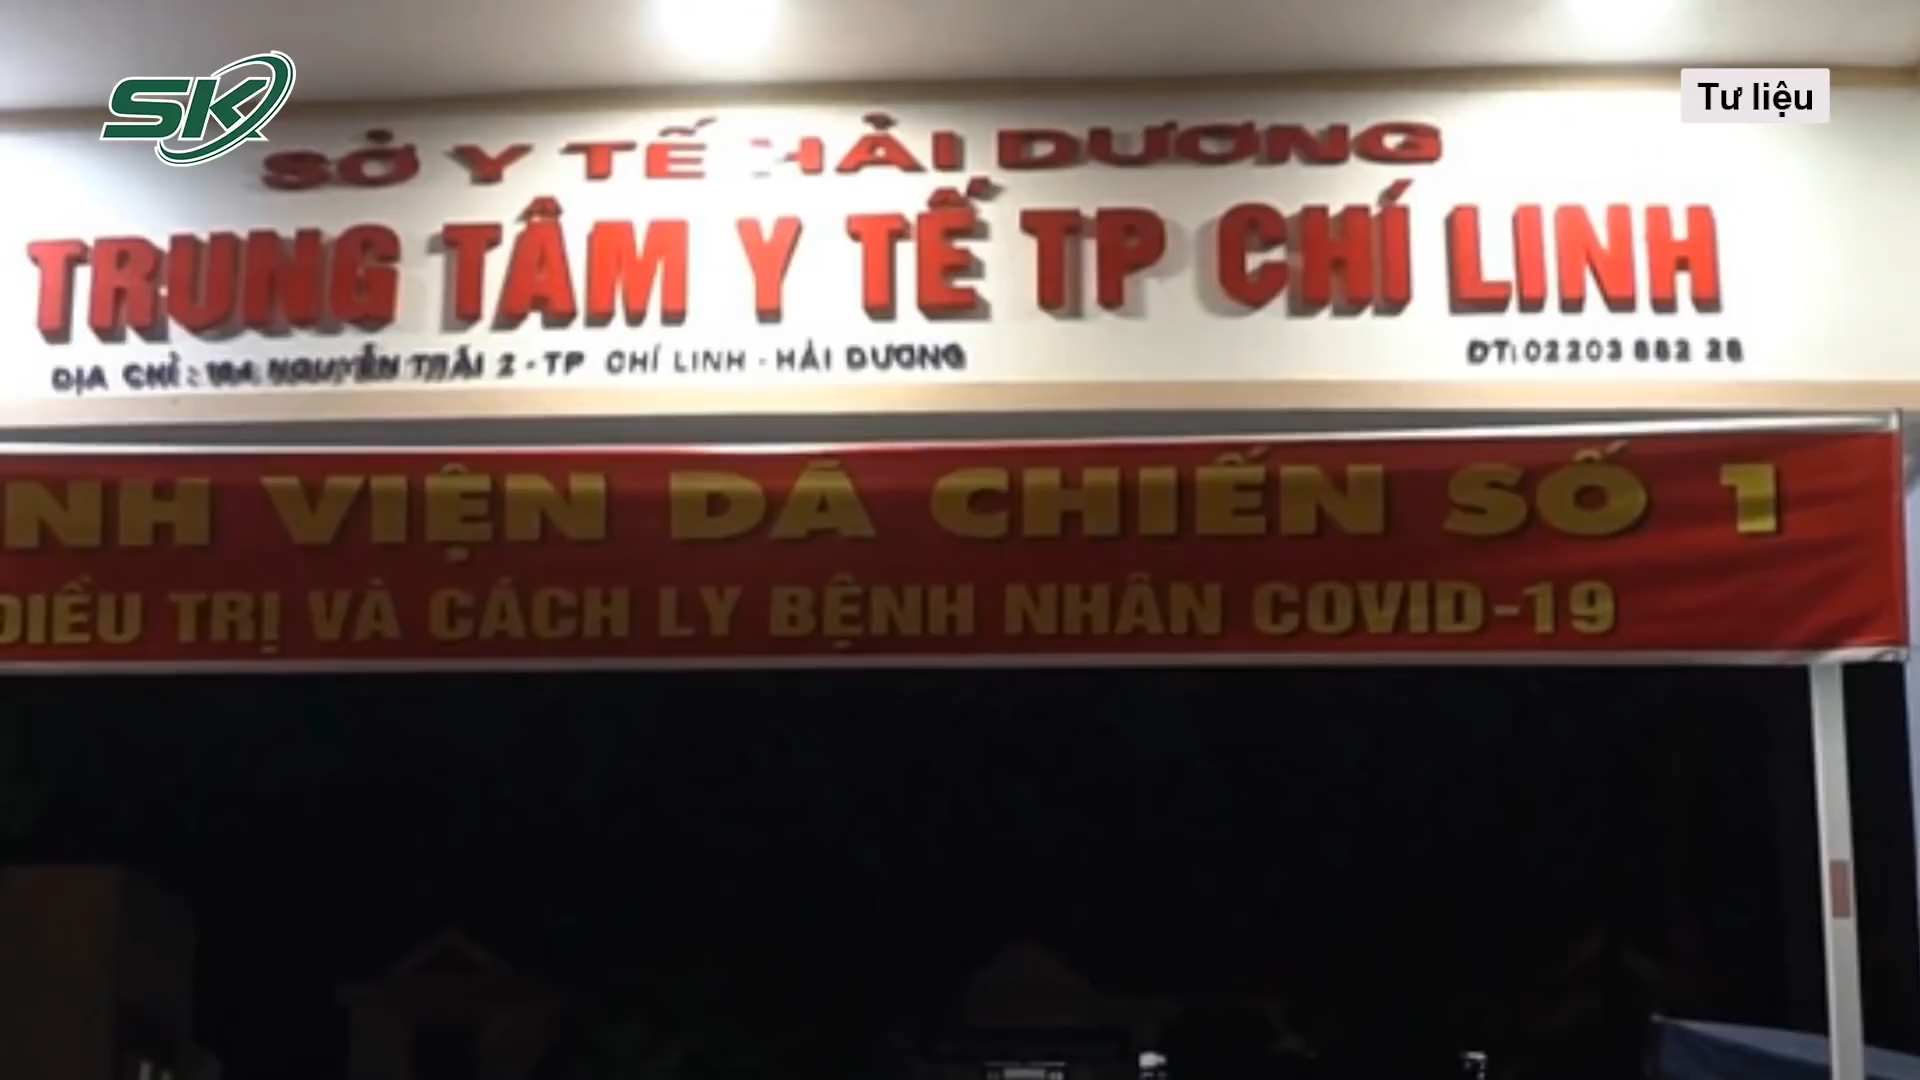 SK
Tư liệu
SỞ Y TẾ HẢI DƯƠNG
TRUNG TÂM Y TẾ TP CHÍ LINH
ĐỊA CHỈ : NGUYỄN TRÃI 2 - TP CHÍ LINH - HẢI DƯƠNG
ĐT: 02203 882 28
NH VIỆN DÃ CHIẾN SỐ 1
ĐIỀU TRỊ VÀ CÁCH LY BỆNH NHÂN COVID-19